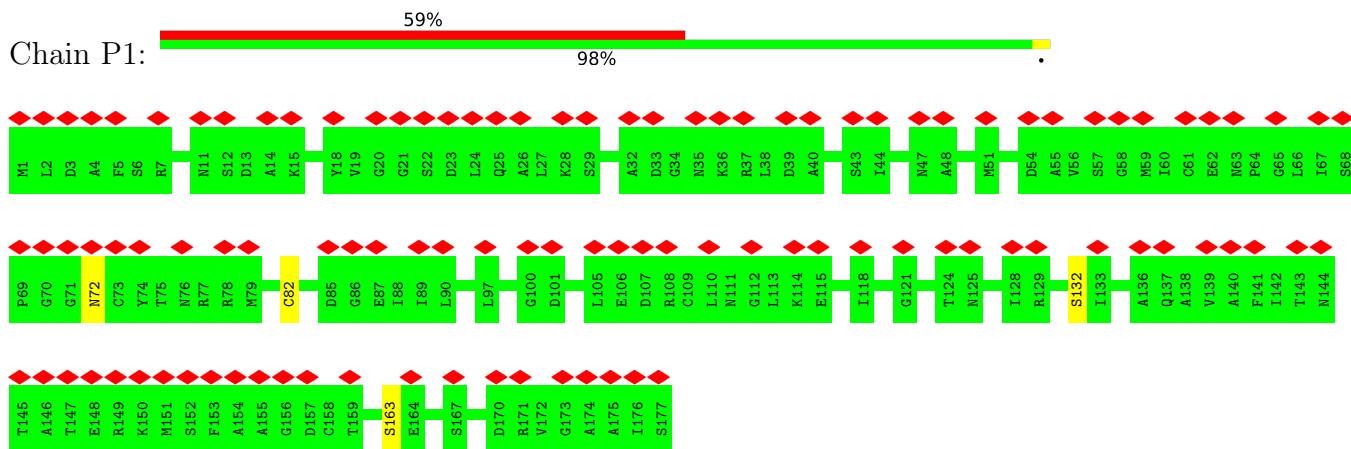 59%
Chain P1:
98%
•
M1 L2 D3 A4 F5 S6 R7 N11 S12 D13 A14 K15 Y18 V19 G20 G21 S22 D23 L24 Q25 A26 L27 K28 S29 A32 D33 G34 N35 K36 R37 L38 D39 A40 S43 I44 N47 A48 M51 D54 A55 V56 S57 G58 M59 I60 C61 E62 N63 P64 G65 L66 I67 S68
P69 G70 G71 N72 C73 Y74 T75 N76 R77 R78 M79 C82 D85 G86 E87 I88 I89 L90 L97 G100 D101 L105 E106 D107 R108 C109 L110 N111 G112 L113 K114 E115 I118 G121 T124 N125 I128 R129 S132 I133 A136 Q137 A138 V139 A140 F141 I142 T143 N144
T145 A146 T147 E148 R149 K150 M151 S152 F153 A154 A155 G156 D157 C158 T159 S163 E164 S167 D170 R171 V172 G173 A174 A175 I176 S177